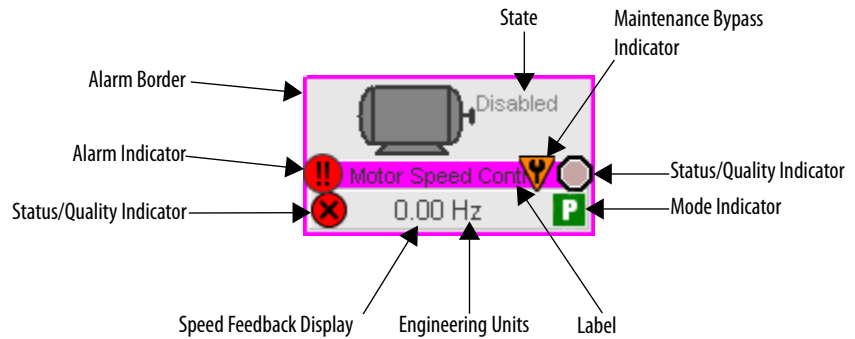 State
Maintenance Bypass
Indicator
Alarm Border
Disabled
Alarm Indicator
!!
Motor Speed Contr
Status/Quality Indicator
Status/Quality Indicator
0.00 Hz
P
Mode Indicator
Speed Feedback Display
Engineering Units
Label